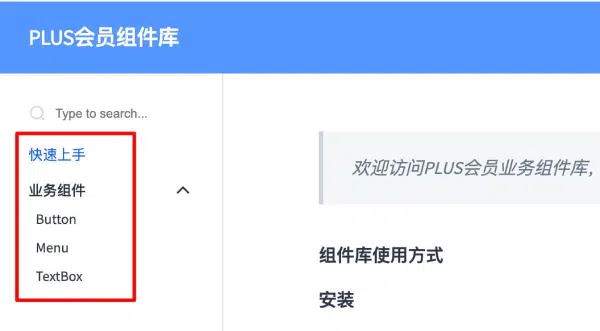 PLUS会员组件库
Type to search...
快速上手
业务组件
Button
Menu
TextBox
欢迎访问PLUS会员业务组件库，
组件库使用方式
安装